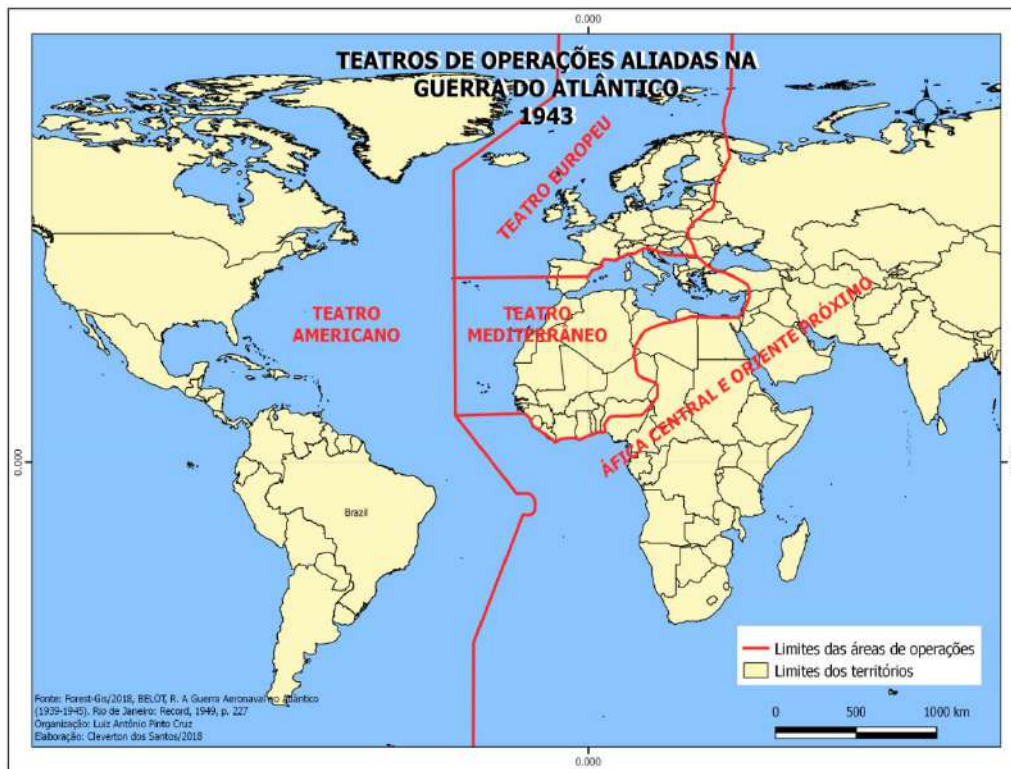 0.000
TEATROS DE OPERAÇÕES ALIADAS NA
GUERRA DO ATLÂNTICO
1943
TEATRO EUROPEU
TEATRO
AMERICANO
TEATRO
MEDITERRÂNEO
ÁFICA CENTRAL E ORIENTE PRÓXIMO
0.000
Brazil
Limites das áreas de operações
Limites dos territórios
Fonte: Forest-Gis/2018, BELOT, R. A Guerra Aeronaval no Atlântico
(1939-1945). Rio de Janeiro: Record, 1949, p. 227
Organização: Luiz Antônio Pinto Cruz
Elaboração: Cleverton dos Santos/2018
0 500 1000 km
0.000